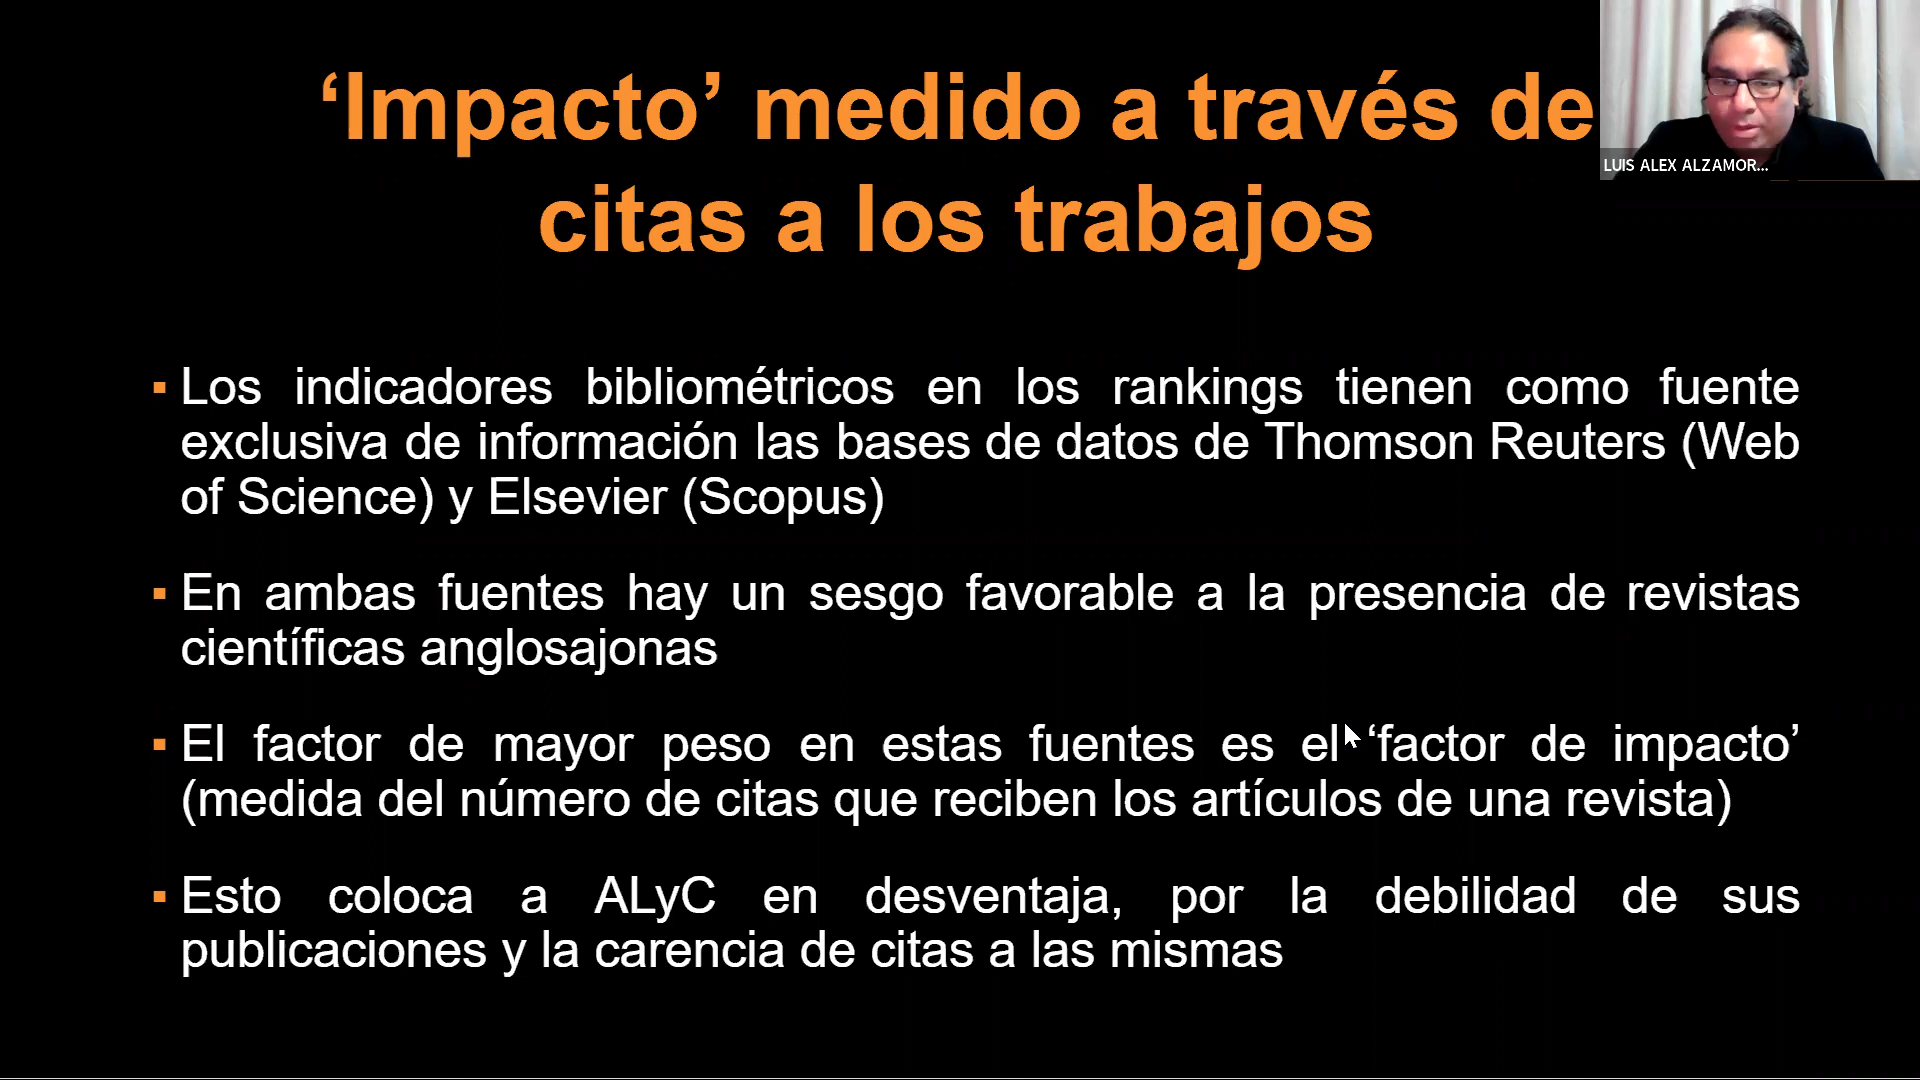 ‘Impacto’ medido a través de
citas a los trabajos
LUIS ALEX ALZAMOR...
▪ Los indicadores bibliométricos en los rankings tienen como fuente
exclusiva de información las bases de datos de Thomson Reuters (Web
of Science) y Elsevier (Scopus)
▪ En ambas fuentes hay un sesgo favorable a la presencia de revistas
científicas anglosajonas
▪ El factor de mayor peso en estas fuentes es el ‘factor de impacto’
(medida del número de citas que reciben los artículos de una revista)
▪ Esto coloca a ALyC en desventaja, por la debilidad de sus
publicaciones y la carencia de citas a las mismas